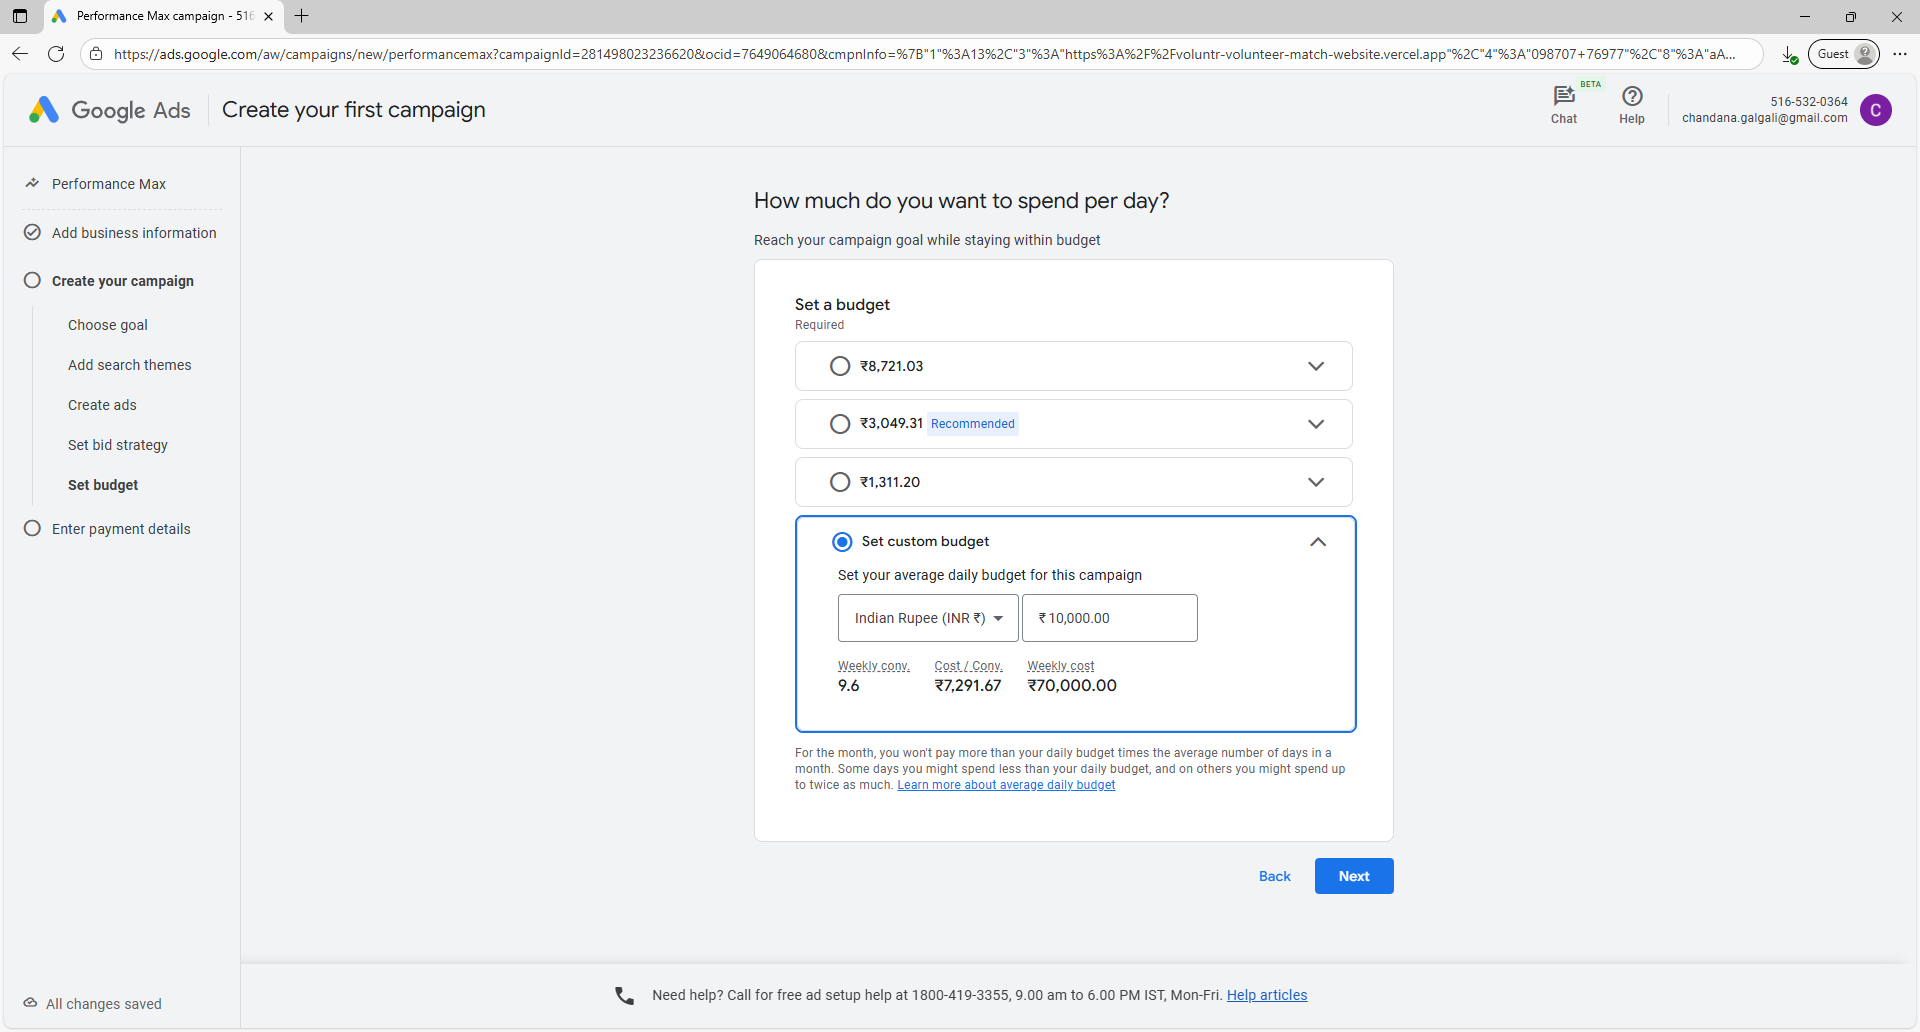 Performance Max campaign - 516
https://ads.google.com/aw/campaigns/new/performancemax?campaignId=281498023236620&ocid=7649064680&cmpnInfo=%7B"1"%3A13%2C"3"%3A"https%3A%2F%2Fvoluntr-volunteer-match-website.vercel.app"%2C"4"%3A"098707+76977"%2C"8"%3A"aA...
Guest
Google Ads
Create your first campaign
Chat
BETA
Help
516-532-0364
chandana.galgali@gmail.com
C
Performance Max
Add business information
Create your campaign
Choose goal
Add search themes
Create ads
Set bid strategy
Set budget
Enter payment details
All changes saved
How much do you want to spend per day?
Reach your campaign goal while staying within budget
Set a budget
Required
₹8,721.03
₹3,049.31 Recommended
₹1,311.20
Set custom budget
Set your average daily budget for this campaign
Indian Rupee (INR ₹)
₹ 10,000.00
Weekly conv. Cost / Conv. Weekly cost
9.6 ₹7,291.67 ₹70,000.00
For the month, you won't pay more than your daily budget times the average number of days in a
month. Some days you might spend less than your daily budget, and on others you might spend up
to twice as much. Learn more about average daily budget
Back
Next
Need help? Call for free ad setup help at 1800-419-3355, 9.00 am to 6.00 PM IST, Mon-Fri. Help articles